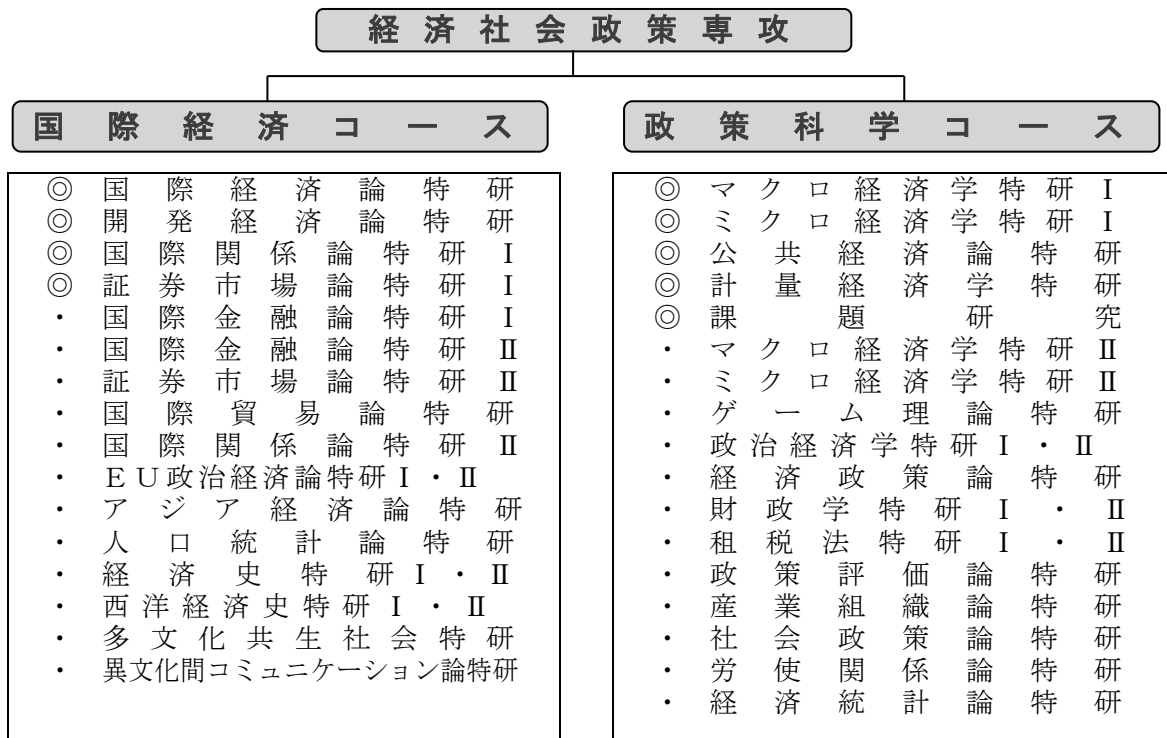 経済社会政策専攻
国際経済コース
◎ 国際経済論特研
◎ 開発経済論特研
◎ 国際関係論特研Ⅰ
◎ 証券市場論特研Ⅰ
・ 国際金融論特研Ⅰ
・ 国際金融論特研Ⅱ
・ 証券市場論特研Ⅱ
・ 国際貿易論特研
・ 国際関係論特研Ⅱ
・ ＥＵ政治経済論特研Ⅰ・Ⅱ
・ アジア経済論特研
・ 人口統計論特研
・ 経済史特研Ⅰ・Ⅱ
・ 西洋経済史特研Ⅰ・Ⅱ
・ 多文化共生社会特研
・ 異文化間コミュニケーション論特研
政策科学コース
◎ マクロ経済学特研Ⅰ
◎ ミクロ経済学特研Ⅰ
◎ 公共経済論特研
◎ 計量経済学特研
◎ 課題研究
・ マクロ経済学特研Ⅱ
・ ミクロ経済学特研Ⅱ
・ ゲーム理論特研
・ 政治経済学特研Ⅰ・Ⅱ
・ 経済政策論特研
・ 財政学特研Ⅰ・Ⅱ
・ 租税法特研Ⅰ・Ⅱ
・ 政策評価論特研
・ 産業組織論特研
・ 社会政策論特研
・ 労使関係論特研
・ 経済統計論特研